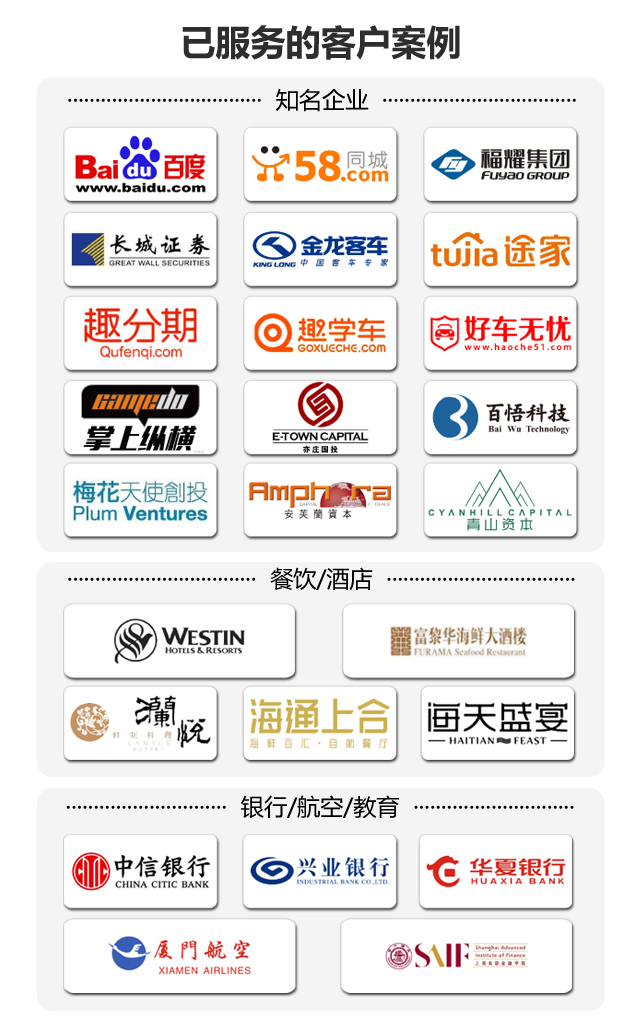 已服务的客户案例
知名企业
Bai du 百度
www.baidu.com
58 同城
.com
福耀集团
FUYAO GROUP
长城证券
GREAT WALL SECURITIES
金龙客车
KING LONG 中国客车专家
tujia 途家
趣分期
Qufenqi.com
趣学车
GOXUECHE.COM
好车无忧
www.haoche51.com
GAMEDO
掌上纵横
E-TOWN CAPITAL
亦庄国投
百悟科技
Bai Wu Technology
梅花天使創投
Plum Ventures
Amphora
CAPITAL IDEALS
安芙蘭資本
CYANHILL CAPITAL
青山资本
餐饮/酒店
WESTIN
HOTELS & RESORTS
富黎华海鲜大酒楼
FURAMA Seafood Restaurant
瀾悦
鲜制料理
BUFFET
海通上合
海鲜百汇·自助餐厅
海天盛宴
HAITIAN FEAST
银行/航空/教育
中信银行
CHINA CITIC BANK
兴业银行
INDUSTRIAL BANK CO.,LTD.
华夏银行
HUAXIA BANK
厦門航空
XIAMEN AIRLINES
SAIF
Shanghai Advanced
Institute of Finance
上海高级金融学院